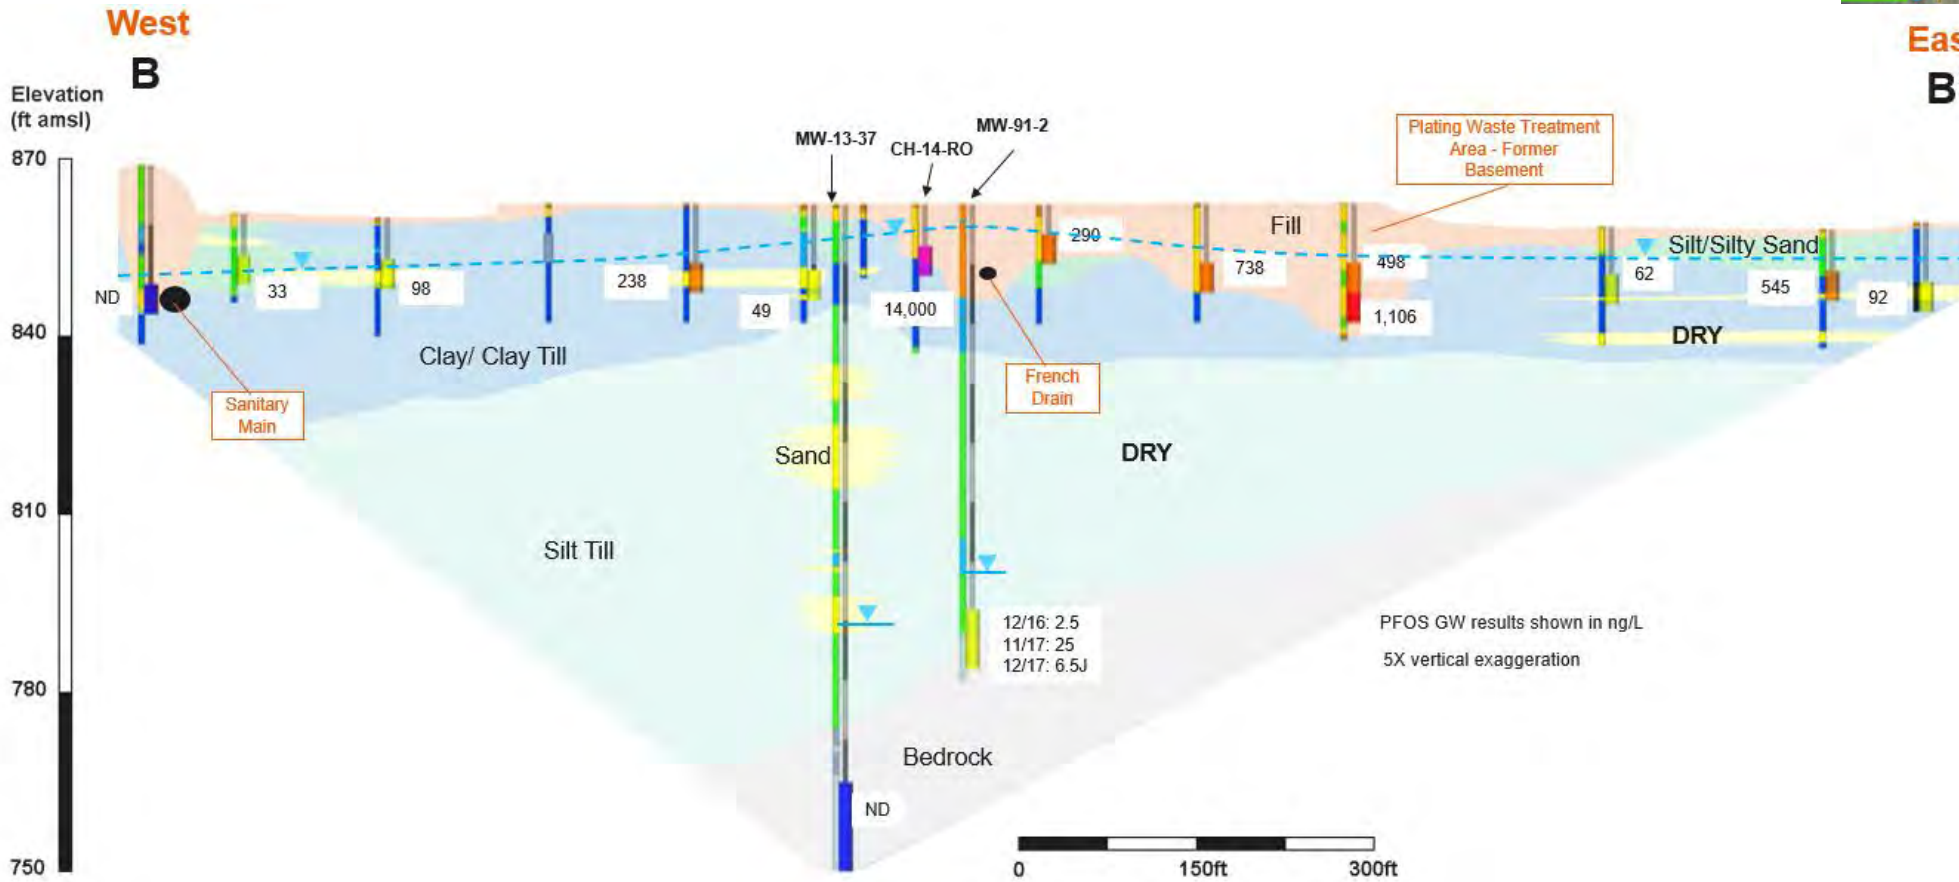 West
B
Eas
B
Elevation
(ft amsl)
870
840
810
780
750
MW-13-37
CH-14-RO
MW-91-2
Plating Waste Treatment
Area - Former
Basement
Fill
Silt/Silty Sand
ND
33
98
238
49
14,000
290
738
498
1,106
62
545
92
DRY
Clay/ Clay Till
Sanitary
Main
French
Drain
Sand
DRY
Silt Till
12/16: 2.5
11/17: 25
12/17: 6.5J
PFOS GW results shown in ng/L
5X vertical exaggeration
Bedrock
ND
0
150ft
300ft